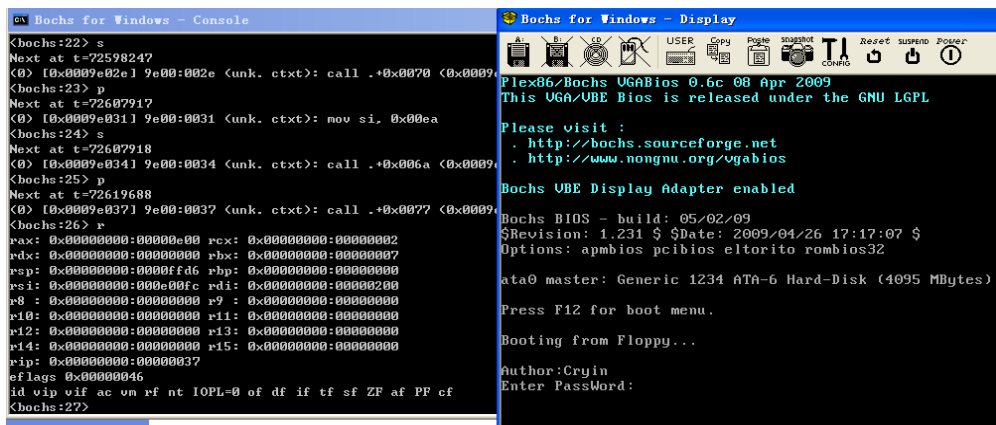 Bochs for Windows - Console
<bochs:22> s
Next at t=72598247
(0) [0x0009e02e] 9e00:002e (unk. ctxt): call .+0x0070 (0x0009
<bochs:23> p
Next at t=72607917
(0) [0x0009e031] 9e00:0031 (unk. ctxt): mov si, 0x00ea
<bochs:24> s
Next at t=72607918
(0) [0x0009e034] 9e00:0034 (unk. ctxt): call .+0x006a (0x0009
<bochs:25> p
Next at t=72619688
(0) [0x0009e037] 9e00:0037 (unk. ctxt): call .+0x0077 (0x0009
<bochs:26> r
rax: 0x00000000:00000e00 rcx: 0x00000000:00000002
rdx: 0x00000000:00000000 rbx: 0x00000000:00000007
rsp: 0x00000000:0000ffd6 rbp: 0x00000000:00000000
rsi: 0x00000000:000e00fc rdi: 0x00000000:00000200
r8 : 0x00000000:00000000 r9 : 0x00000000:00000000
r10: 0x00000000:00000000 r11: 0x00000000:00000000
r12: 0x00000000:00000000 r13: 0x00000000:00000000
r14: 0x00000000:00000000 r15: 0x00000000:00000000
rip: 0x00000000:00000037
eflags 0x00000046
id vip vif ac vm rf nt IOPL=0 of df if tf sf ZF af PF cf
<bochs:27>
Bochs for Windows - Display
A: B: CD USER Copy Poste snapshot CONFIG Reset SUSPEND Power
Plex86/Bochs VGABios 0.6c 08 Apr 2009
This VGA/VBE Bios is released under the GNU LGPL
Please visit :
. http://bochs.sourceforge.net
. http://www.nongnu.org/vgabios
Bochs VBE Display Adapter enabled
Bochs BIOS - build: 05/02/09
$Revision: 1.231 $ $Date: 2009/04/26 17:17:07 $
Options: apmbios pcibios eltorito rombios32
ata0 master: Generic 1234 ATA-6 Hard-Disk (4095 MBytes)
Press F12 for boot menu.
Booting from Floppy...
Author:Cryin
Enter PassWord: